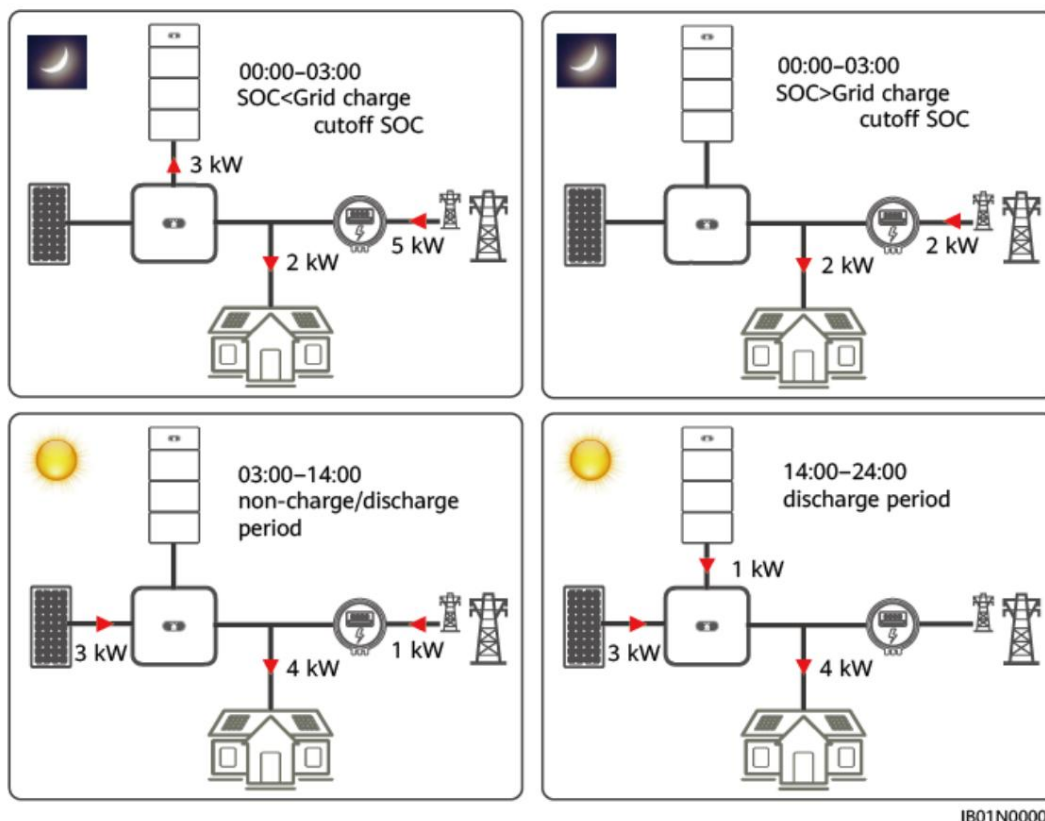 00:00–03:00
SOC<Grid charge
cutoff SOC
3 kW
5 kW
2 kW
00:00–03:00
SOC>Grid charge
cutoff SOC
2 kW
2 kW
03:00–14:00
non-charge/discharge
period
3 kW
1 kW
4 kW
14:00–24:00
discharge period
1 kW
3 kW
4 kW
IB01N0000